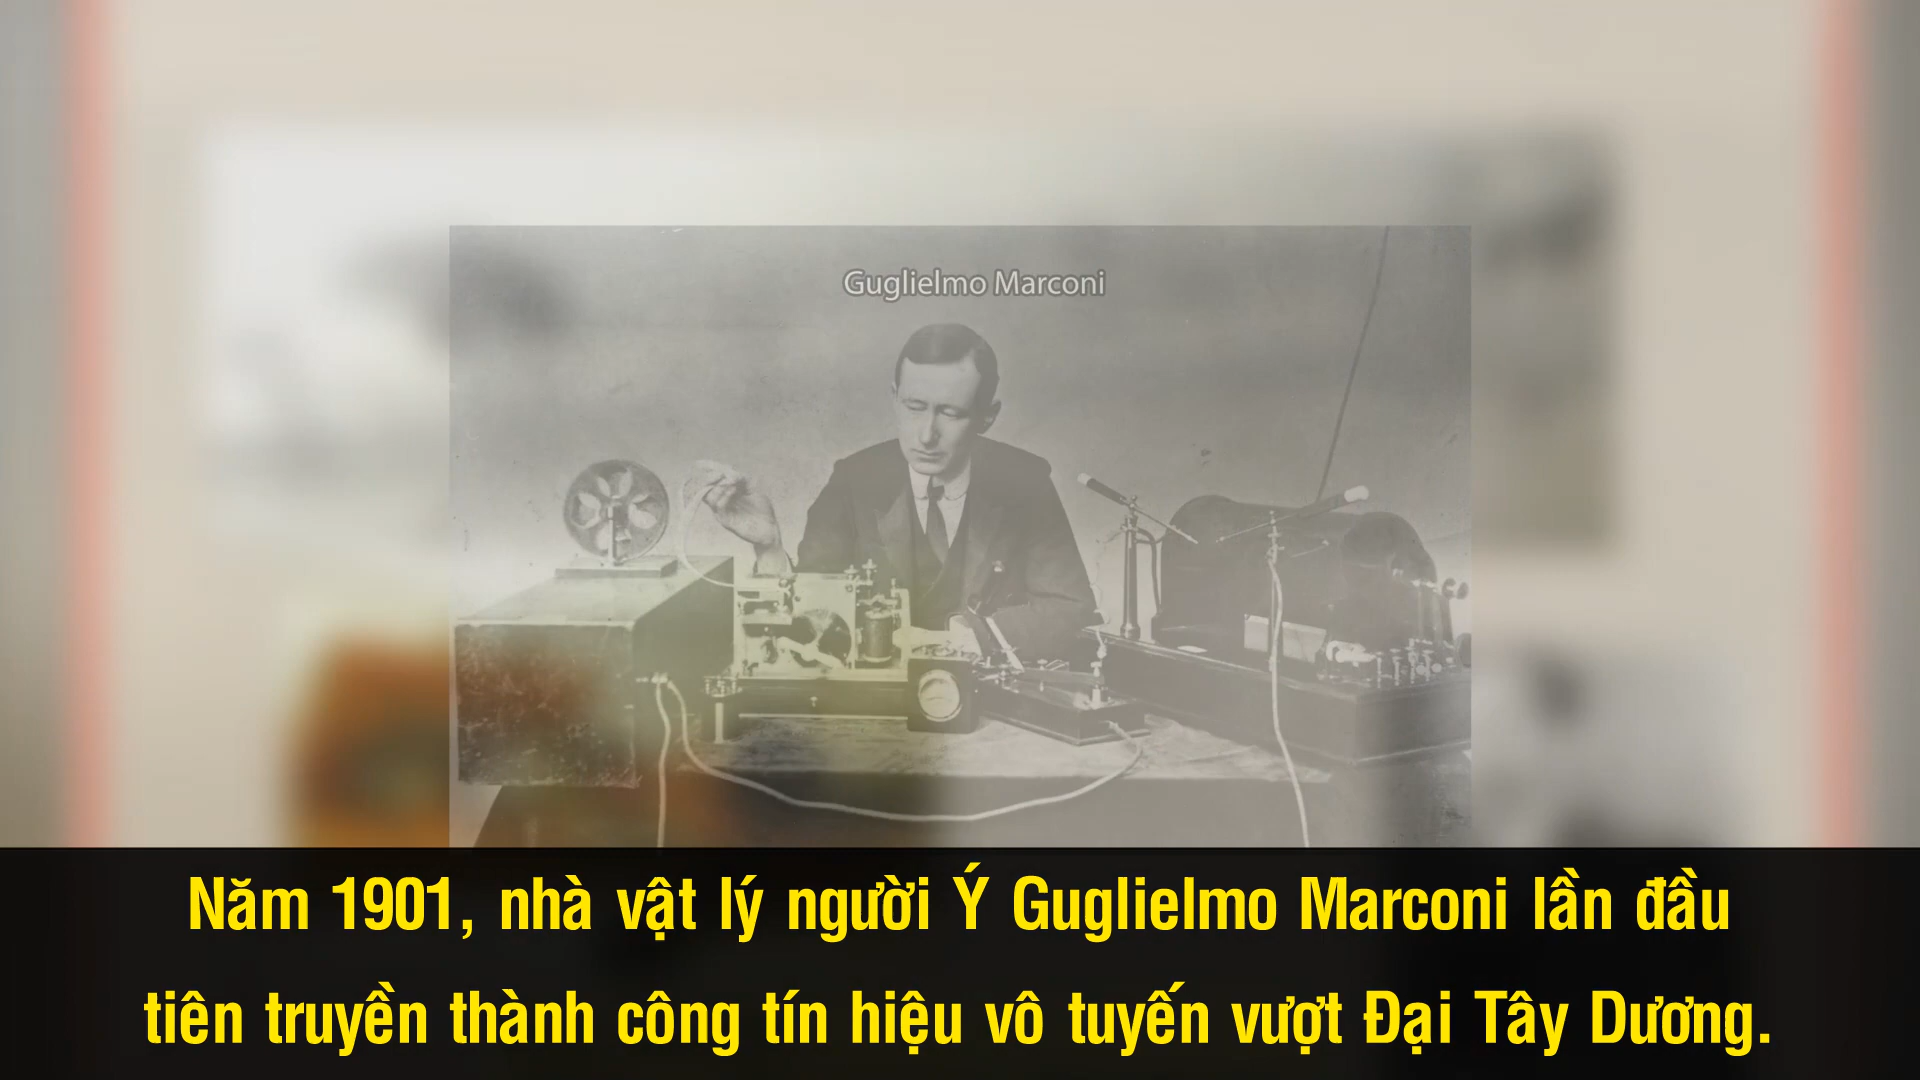 Guglielmo Marconi
Năm 1901, nhà vật lý người Ý Guglielmo Marconi lần đầu
tiên truyền thành công tín hiệu vô tuyến vượt Đại Tây Dương.